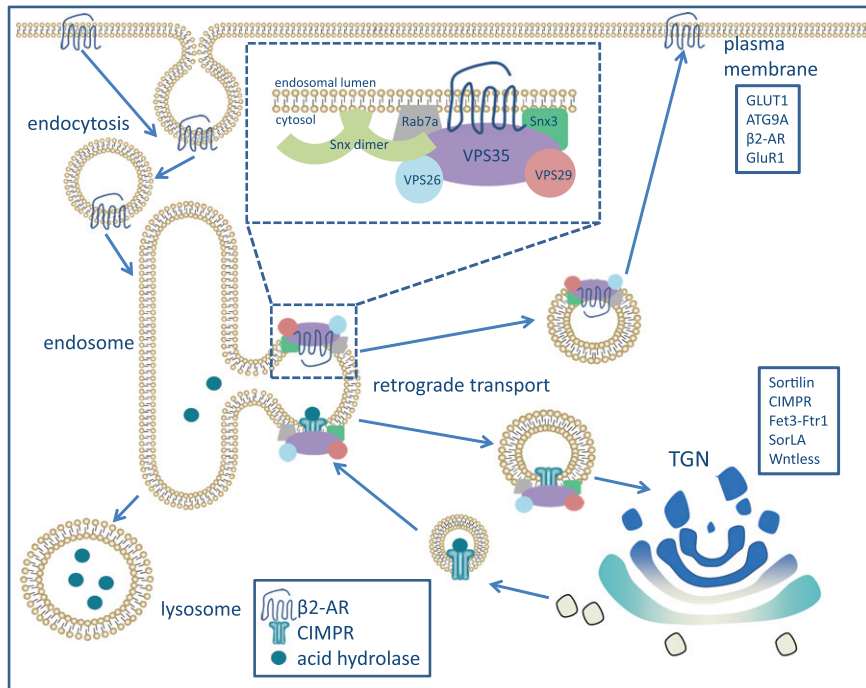 plasma
membrane
GLUT1
ATG9A
β2-AR
GluR1
endocytosis
endosomal lumen
cytosol
Rab7a
Snx3
Snx dimer
VPS35
VPS26
VPS29
endosome
retrograde transport
Sortilin
CIMPR
Fet3-Ftr1
SorLA
Wntless
TGN
lysosome
β2-AR
CIMPR
acid hydrolase